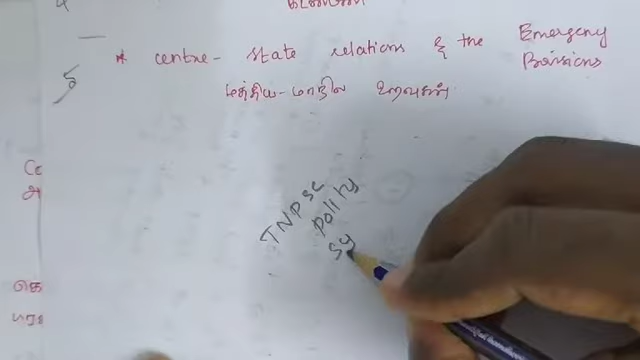 5
* centre - state relations & the Emergency
Provisions
மத்திய-மாநில உறவுகள்
TNPSC
polity
sy